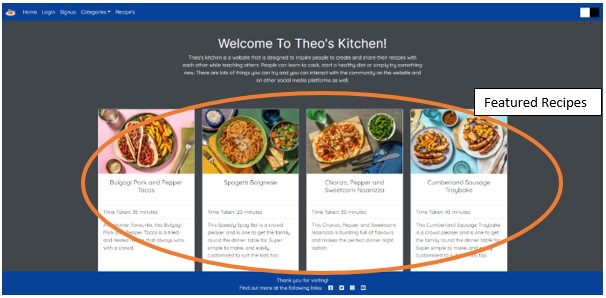 Home Login Signup Categories Recipe's
Welcome To Theo's Kitchen!
Theo's kitchen is a website that is designed to inspire people to create and share their recipes with
each other while teaching others. People can learn to cook, start a healthy diet or simply try something
new. There are lots of things you can try and you can interact with the community on the website and
on other social media platforms as well.
Featured Recipes
Bulgogi Pork and Pepper
Tacos
Time Taken: 35 minutes
A customer favourite, this Bulgogi
Pork and Pepper Tacos is a tried-
and-tested recipe that always wins
with a crowd.
Spagetti Bolgnese
Time Taken: 20 minutes
This Speedy Spag Bol is a crowd
pleaser and is one to get the family
round the dinner table for. Super
simple to make, and easily
customised to suit the kids too.
Chorizo, Pepper and
Sweetcorn Naanizza
Time Taken: 30 minutes
This Chorizo, Pepper and Sweetcorn
Naanizza is bursting full of flavours
and makes the perfect dinner night
option.
Cumberland Sausage
Traybake
Time Taken: 45 minutes
This Cumberland Sausage Traybake
is a crowd pleaser and is one to get
the family round the dinner table for.
Super simple to make, and easily
customised to suit the kids too.
Thank you for visiting!
Find out more at the following links: